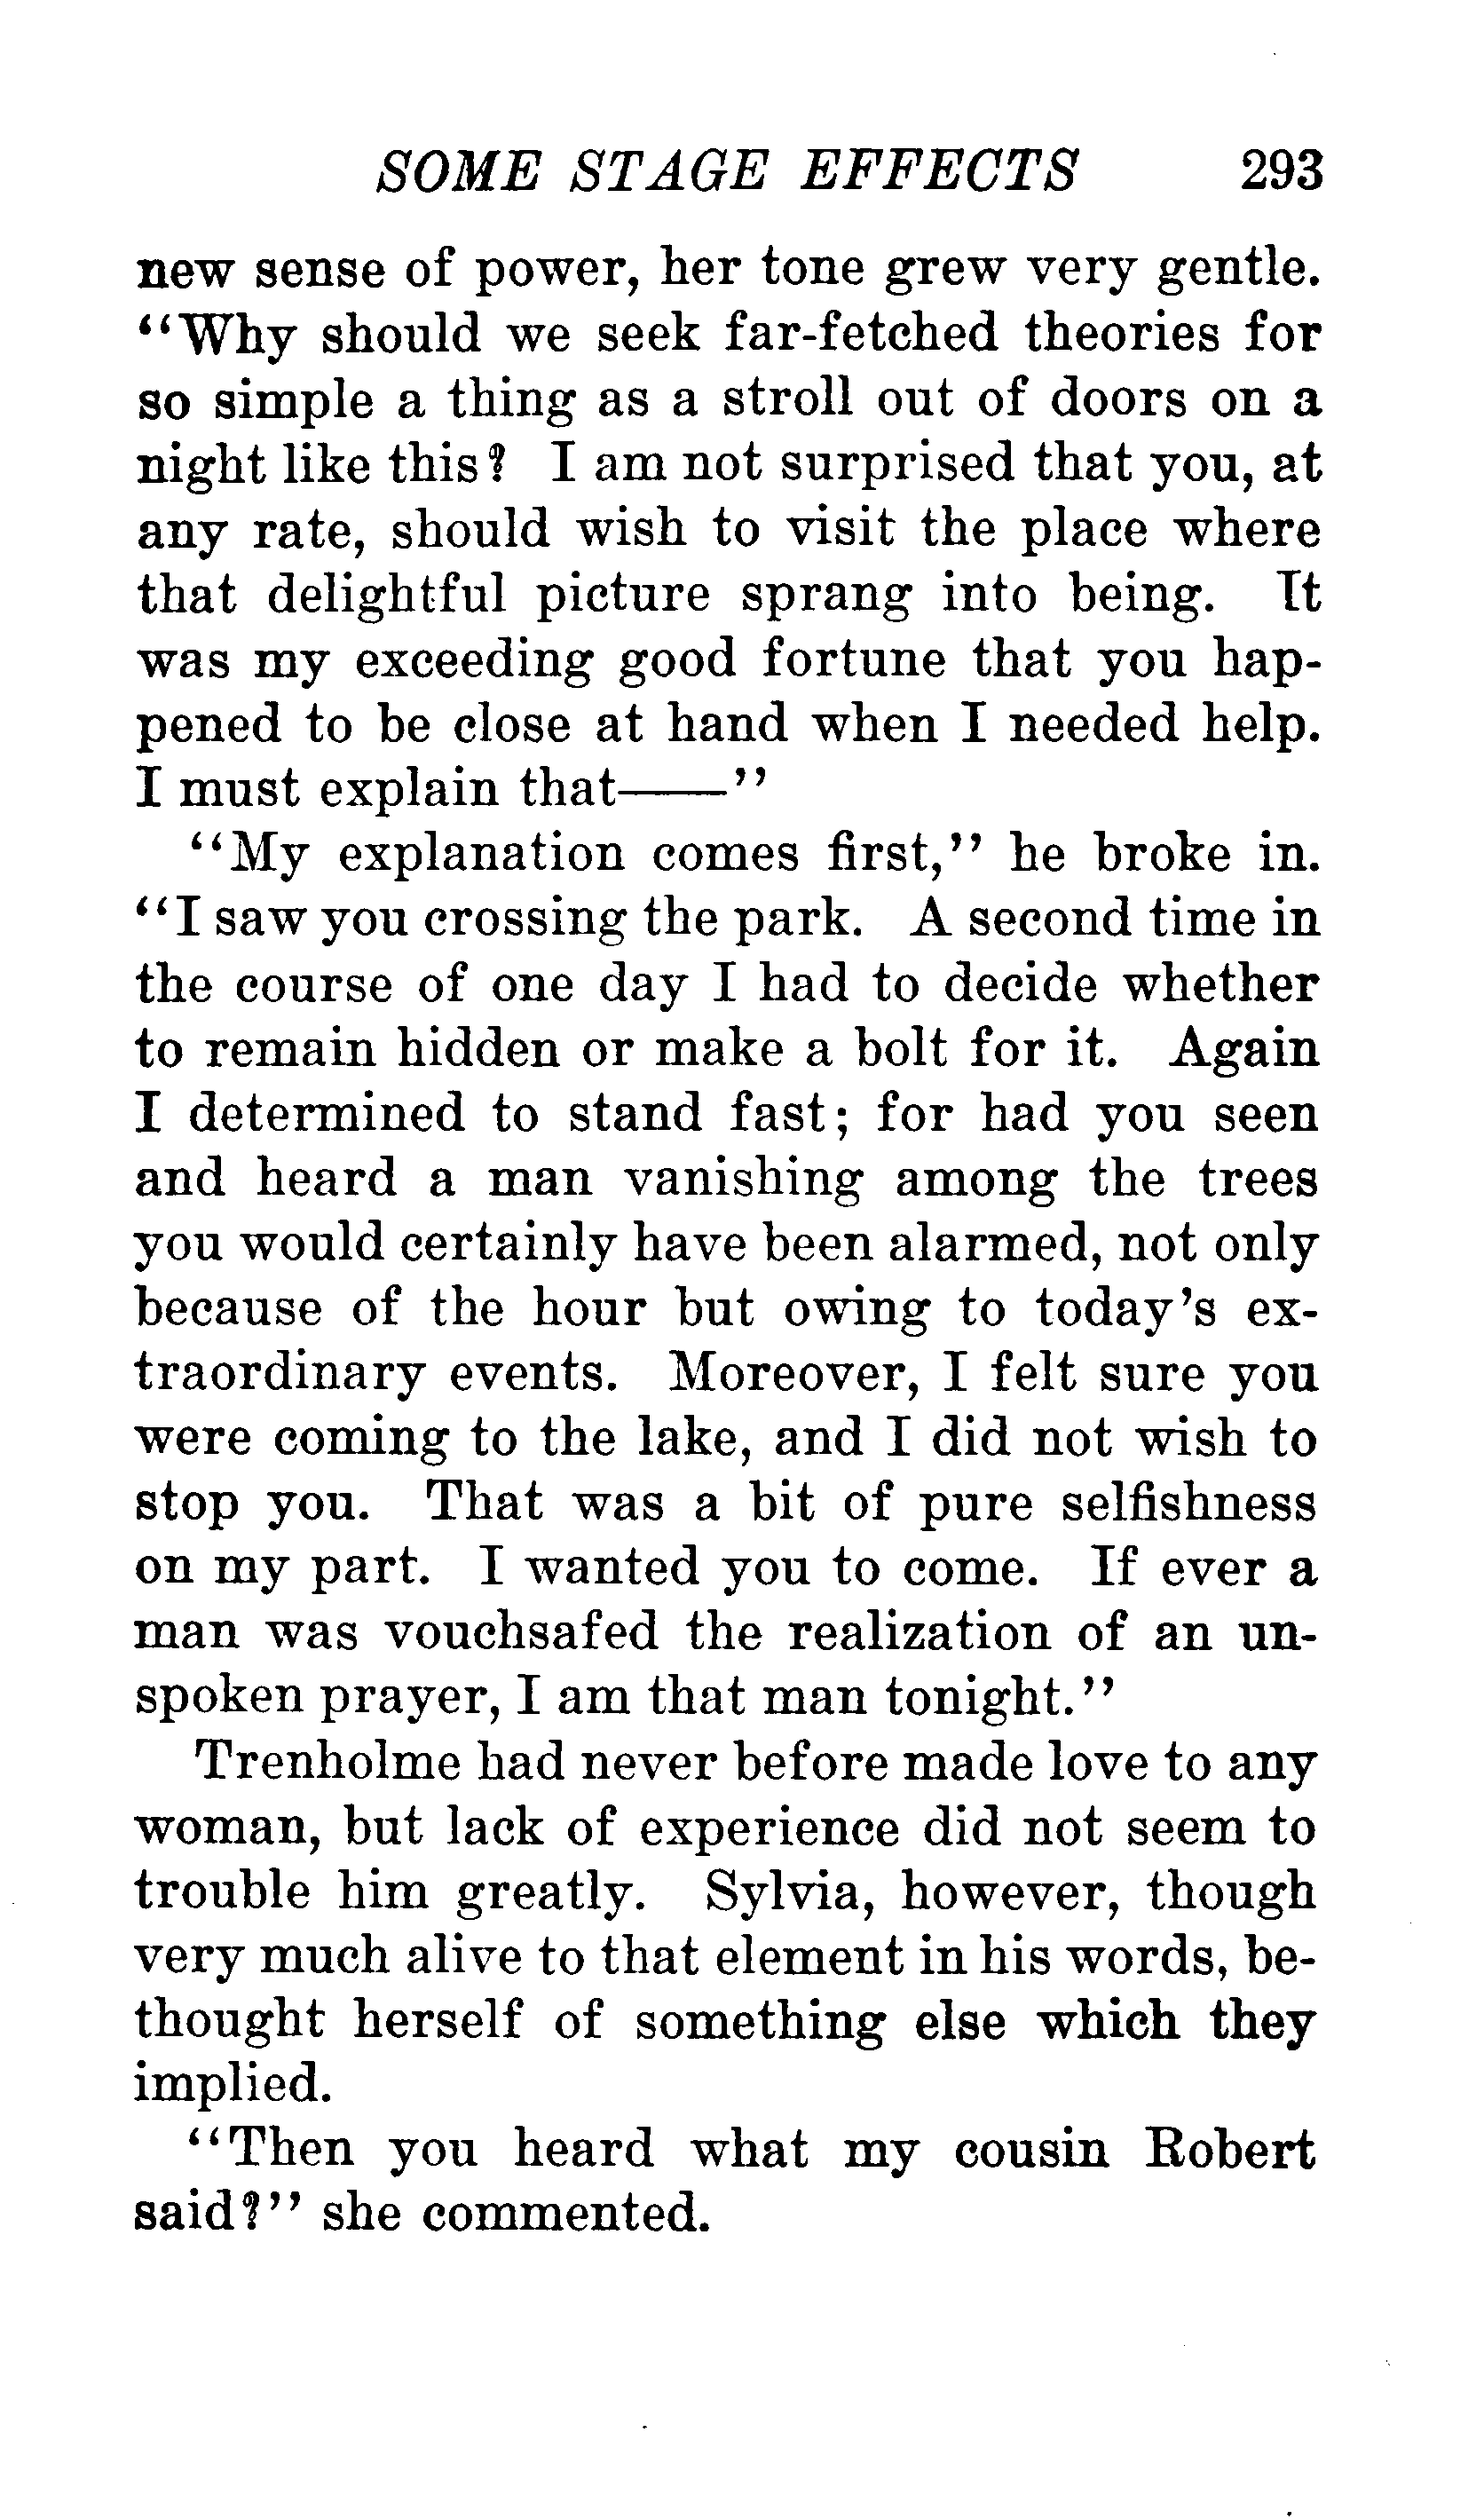 SOME STAGE EFFECTS 293
new sense of power, her tone grew very gentle.
“Why should we seek far-fetched theories for
so simple a thing as a stroll out of doors on a
night like this? I am not surprised that you, at
any rate, should wish to visit the place where
that delightful picture sprang into being. It
was my exceeding good fortune that you hap-
pened to be close at hand when I needed help.
I must explain that——”
“My explanation comes first,” he broke in.
“I saw you crossing the park. A second time in
the course of one day I had to decide whether
to remain hidden or make a bolt for it. Again
I determined to stand fast; for had you seen
and heard a man vanishing among the trees
you would certainly have been alarmed, not only
because of the hour but owing to today’s ex-
traordinary events. Moreover, I felt sure you
were coming to the lake, and I did not wish to
stop you. That was a bit of pure selfishness
on my part. I wanted you to come. If ever a
man was vouchsafed the realization of an un-
spoken prayer, I am that man tonight.”
Trenholme had never before made love to any
woman, but lack of experience did not seem to
trouble him greatly. Sylvia, however, though
very much alive to that element in his words, be-
thought herself of something else which they
implied.
“Then you heard what my cousin Robert
said?” she commented.